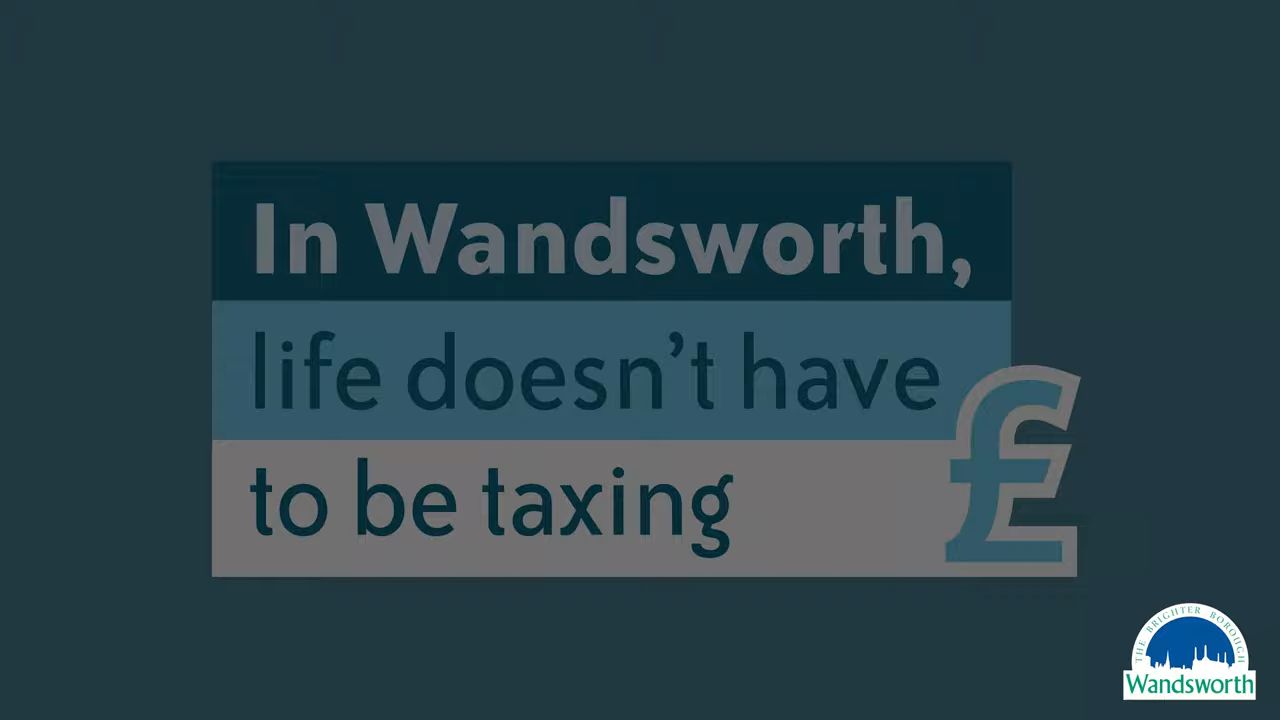 In Wandsworth,
life doesn't have
to be taxing
£
THE BRIGHTER BOROUGH
Wandsworth